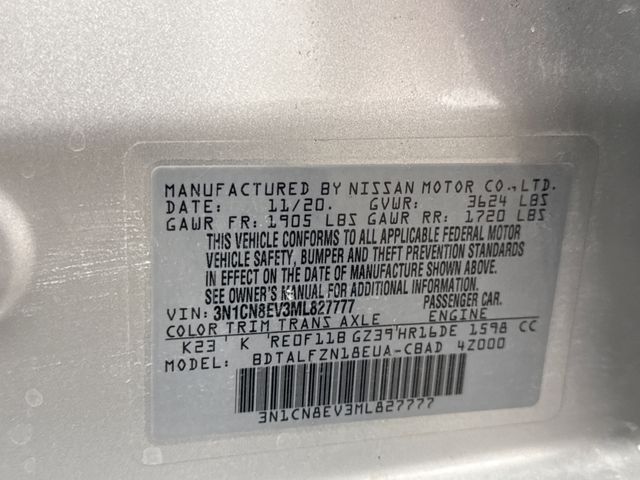 MANUFACTURED BY NISSAN MOTOR CO.,LTD.
DATE: 11/20. GVWR: 3624 LBS
GAWR FR: 1905 LBS GAWR RR: 1720 LBS
THIS VEHICLE CONFORMS TO ALL APPLICABLE FEDERAL MOTOR
VEHICLE SAFETY, BUMPER AND THEFT PREVENTION STANDARDS
IN EFFECT ON THE DATE OF MANUFACTURE SHOWN ABOVE.
SEE OWNER'S MANUAL FOR ADDITIONAL INFORMATION.
VIN: 3N1CN8EV3ML827777 PASSENGER CAR.
COLOR TRIM TRANS AXLE ENGINE
K23 K RE0F11B GZ39 HR16DE 1598 CC
MODEL: BDTALFZN18EUA-CBAD 4Z000
3N1CN8EV3ML827777